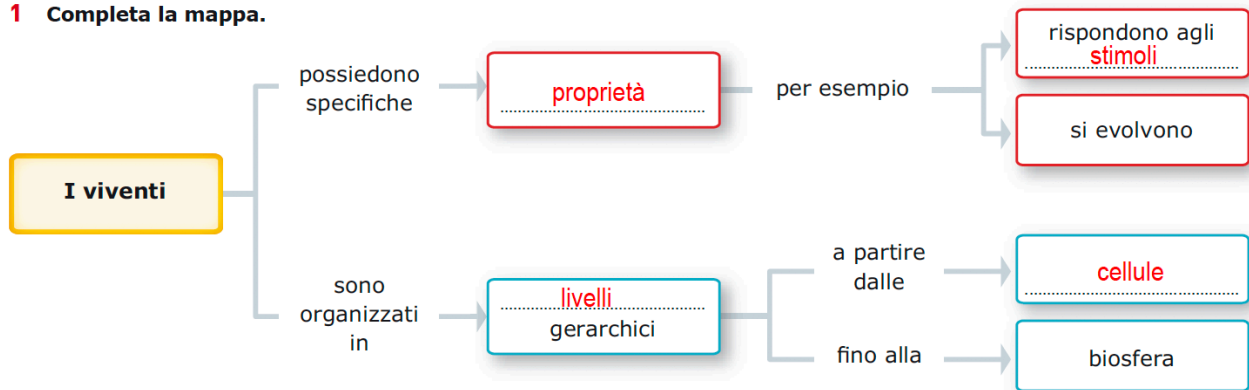 1 Completa la mappa.
rispondono agli
stimoli
possiedono
specifiche
proprietà
per esempio
si evolvono
I viventi
a partire
dalle
cellule
sono
organizzati
in
livelli
gerarchici
fino alla
biosfera